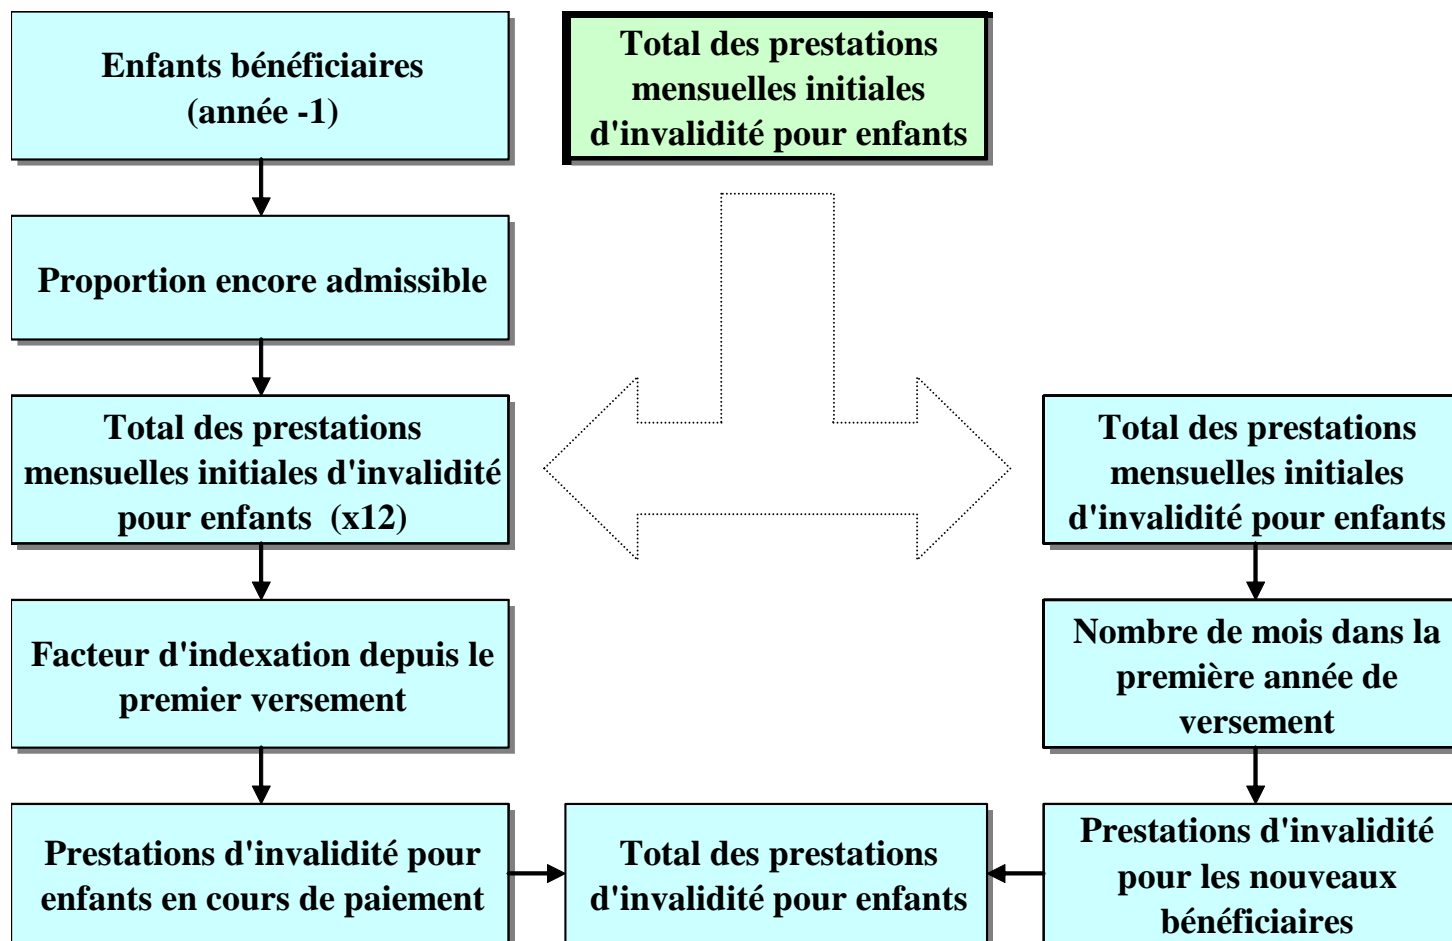 Enfants bénéficiaires
(année -1)
Total des prestations
mensuelles initiales
d'invalidité pour enfants
Proportion encore admissible
Total des prestations
mensuelles initiales d'invalidité
pour enfants (x12)
Total des prestations
mensuelles initiales
d'invalidité pour enfants
Facteur d'indexation depuis le
premier versement
Nombre de mois dans la
première année de
versement
Prestations d'invalidité pour
enfants en cours de paiement
Total des prestations
d'invalidité pour enfants
Prestations d'invalidité
pour les nouveaux
bénéficiaires